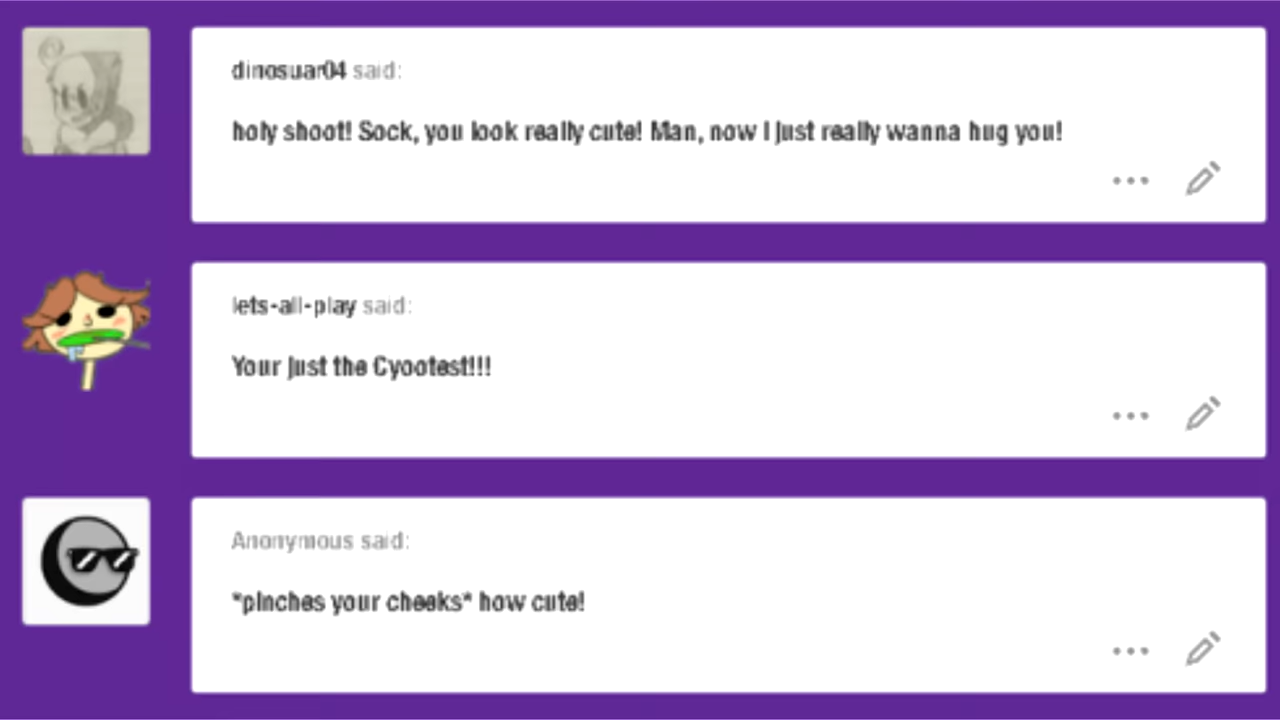 dinosuar04 said:
holy shoot! Sock, you look really cute! Man, now I just really wanna hug you!
lets-all-play said:
Your just the Cyootest!!!
Anonymous said:
*pinches your cheeks* how cute!